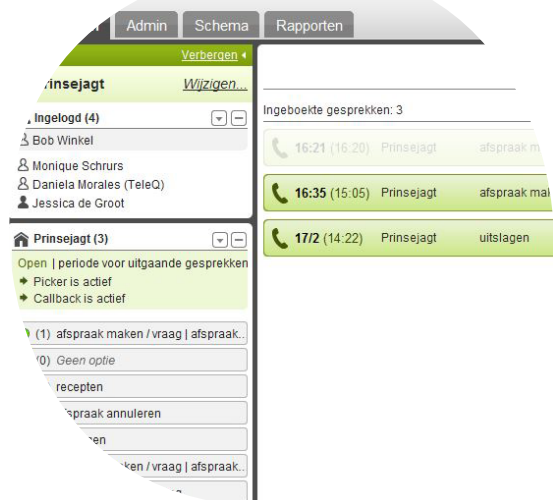 Admin Schema Rapporten
Verbergen
Wijzigen...
Ingelogd (4)
Bob Winkel
Monique Schrurs
Daniela Morales (TeleQ)
Jessica de Groot
Prinsejagt (3)
Open | periode voor uitgaande gesprekken
Picker is actief
Callback is actief
(1) afspraak maken / vraag | afspraak..
Geen optie
recepten
annuleren
/ vraag | afspraak..
Ingeboekte gesprekken: 3
16:21 (16:20) Prinsejagt afspraak
16:35 (15:05) Prinsejagt afspraak
17/2 (14:22) Prinsejagt uitslagen